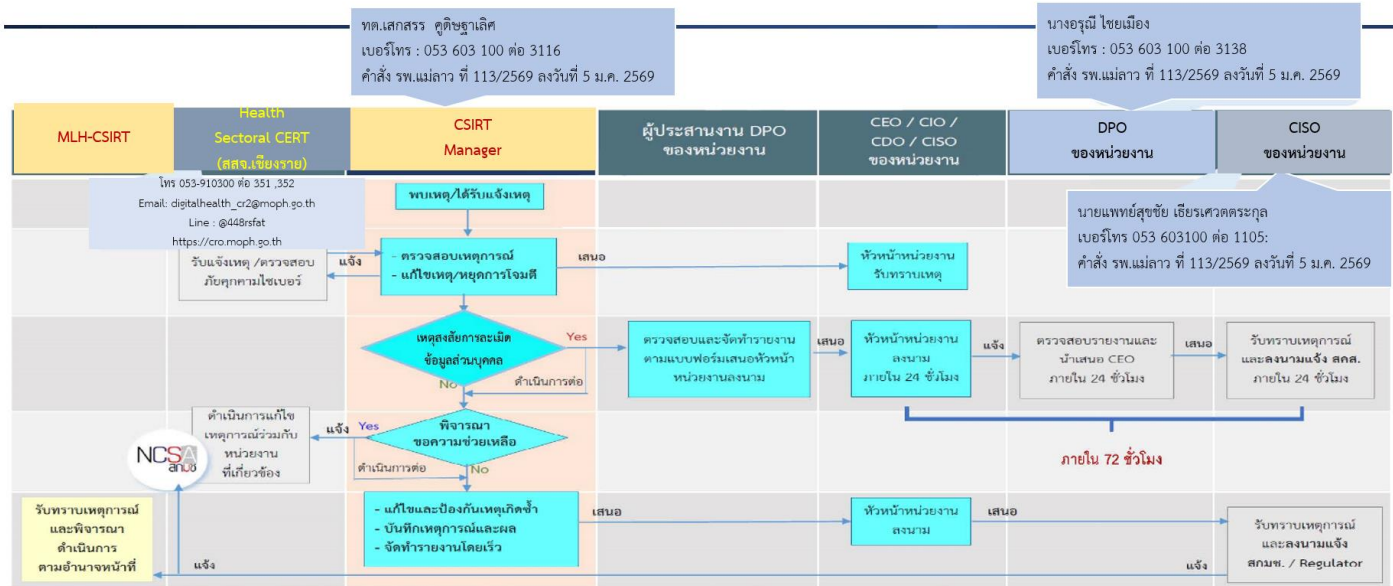 ทต.เสกสรร คูดิษฐาเลิศ
เบอร์โทร : 053 603 100 ต่อ 3116
คำสั่ง รพ.แม่ลาว ที่ 113/2569 ลงวันที่ 5 ม.ค. 2569
นางอรุณี ไชยเมือง
เบอร์โทร : 053 603 100 ต่อ 3138
คำสั่ง รพ.แม่ลาว ที่ 113/2569 ลงวันที่ 5 ม.ค. 2569
MLH-CSIRT
Health
Sectoral CERT
(สสจ.เชียงราย)
CSIRT
Manager
ผู้ประสานงาน DPO
ของหน่วยงาน
CEO / CIO /
CDO / CISO
ของหน่วยงาน
DPO
ของหน่วยงาน
CISO
ของหน่วยงาน
โทร 053-910300 ต่อ 351 ,352
Email: digitalhealth_cr2@moph.go.th
Line : @448rsfat
https://cro.moph.go.th
พบเหตุ/ได้รับแจ้งเหตุ
นายแพทย์สุขชัย เธียรเศวตตระกูล
เบอร์โทร 053 603100 ต่อ 1105:
คำสั่ง รพ.แม่ลาว ที่ 113/2569 ลงวันที่ 5 ม.ค. 2569
รับแจ้งเหตุ /ตรวจสอบ
ภัยคุกคามไซเบอร์
แจ้ง
- ตรวจสอบเหตุการณ์
- แก้ไขเหตุ/หยุดการโจมตี
เสนอ
หัวหน้าหน่วยงาน
รับทราบเหตุ
เหตุสงสัยการละเมิด
ข้อมูลส่วนบุคคล
Yes
No
ดำเนินการต่อ
ตรวจสอบและจัดทำรายงาน
ตามแบบฟอร์มเสนอหัวหน้า
หน่วยงานลงนาม
เสนอ
หัวหน้าหน่วยงาน
ลงนาม
ภายใน 24 ชั่วโมง
แจ้ง
ตรวจสอบรายงานและ
นำเสนอ CEO
ภายใน 24 ชั่วโมง
เสนอ
รับทราบเหตุการณ์
และลงนามแจ้ง สคส.
ภายใน 24 ชั่วโมง
ภายใน 72 ชั่วโมง
ดำเนินการแก้ไข
เหตุการณ์ร่วมกับ
หน่วยงาน
ที่เกี่ยวข้อง
แจ้ง
Yes
พิจารณา
ขอความช่วยเหลือ
ดำเนินการต่อ
No
NCSA
สกมช
รับทราบเหตุการณ์
และพิจารณา
ดำเนินการ
ตามอำนาจหน้าที่
แจ้ง
- แก้ไขและป้องกันเหตุเกิดซ้ำ
- บันทึกเหตุการณ์และผล
- จัดทำรายงานโดยเร็ว
เสนอ
หัวหน้าหน่วยงาน
ลงนาม
เสนอ
รับทราบเหตุการณ์
และลงนามแจ้ง
สกมช. / Regulator
แจ้ง